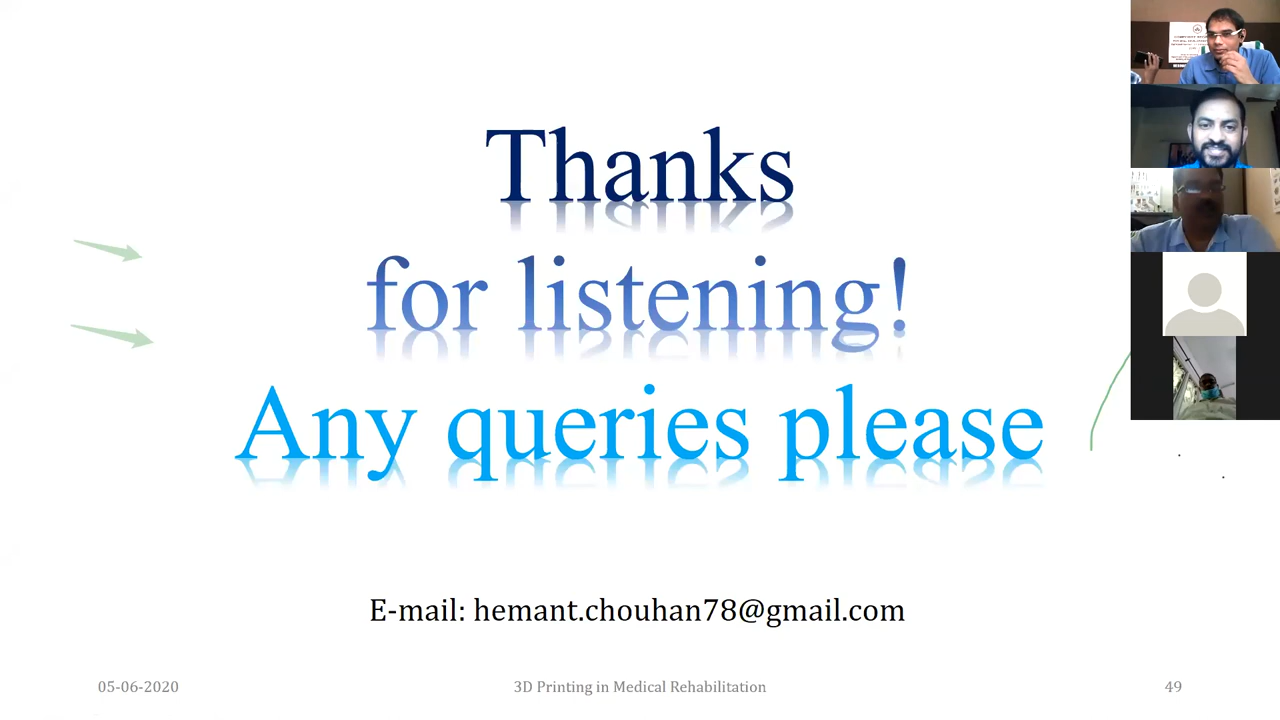 Thanks
for listening!
Any queries please
E-mail: hemant.chouhan78@gmail.com
05-06-2020
3D Printing in Medical Rehabilitation
49